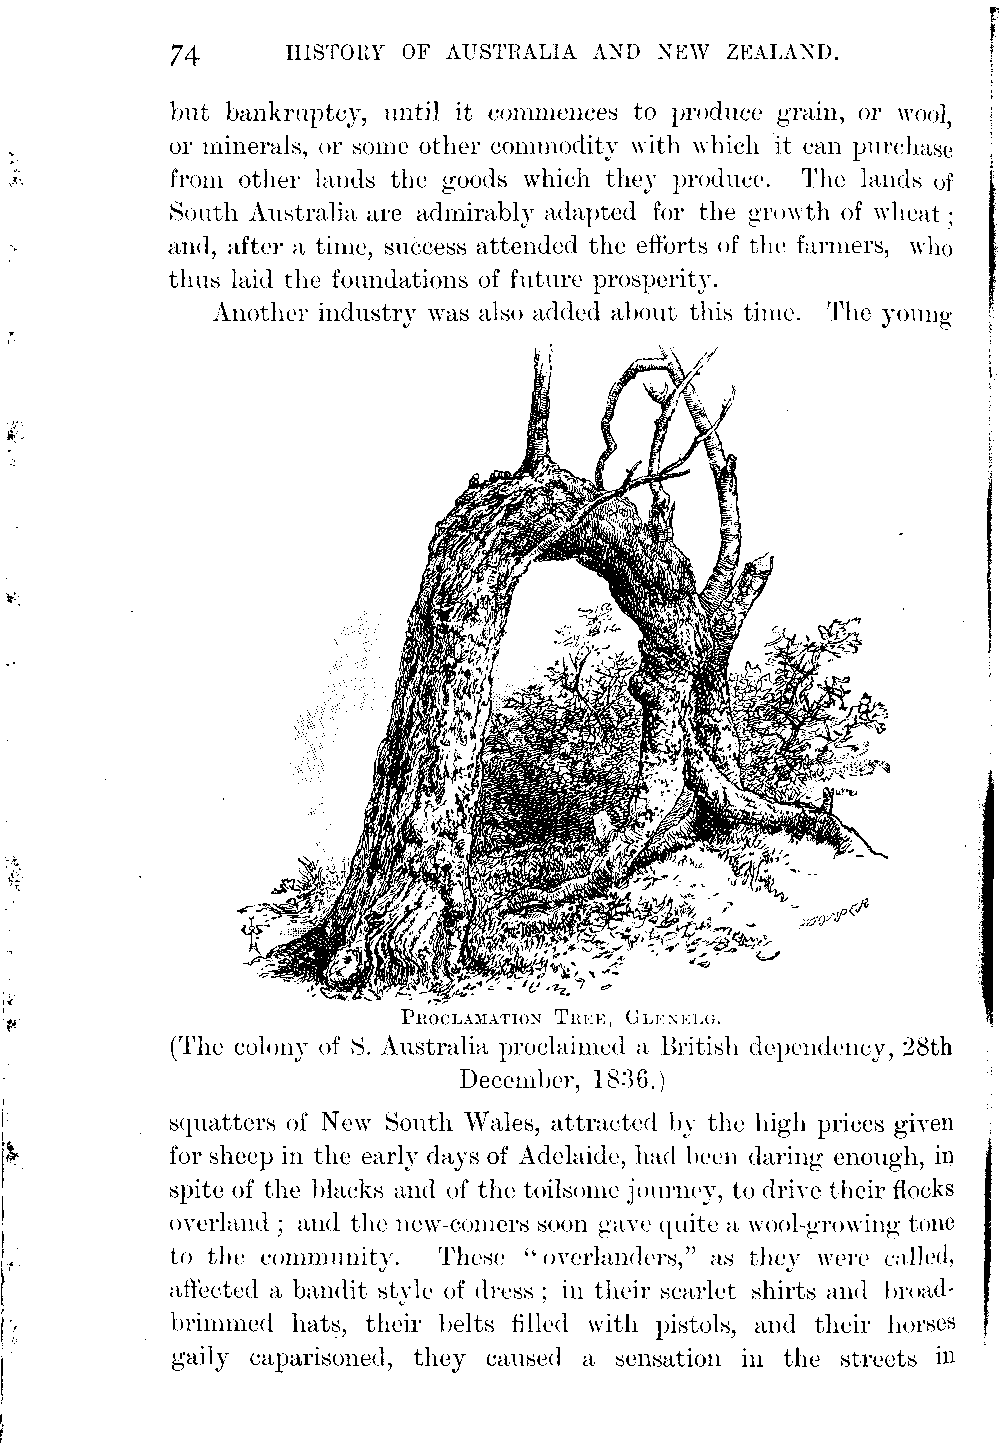 74 HISTORY OF AUSTRALIA AND NEW ZEALAND.
but bankruptcy, until it commences to produce grain, or wool,
or minerals, or some other commodity with which it can purchase
from other lands the goods which they produce. The lands of
South Australia are admirably adapted for the growth of wheat;
and, after a time, success attended the efforts of the farmers, who
thus laid the foundations of future prosperity.
Another industry was also added about this time. The young
COOPER
PROCLAMATION TREE, GLENELG.
(The colony of S. Australia proclaimed a British dependency, 28th
December, 1836.)
squatters of New South Wales, attracted by the high prices given
for sheep in the early days of Adelaide, had been daring enough, in
spite of the blacks and of the toilsome journey, to drive their flocks
overland; and the new-comers soon gave quite a wool-growing tone
to the community. These "overlanders," as they were called,
affected a bandit style of dress; in their scarlet shirts and broad-
brimmed hats, their belts filled with pistols, and their horses
gaily caparisoned, they caused a sensation in the streets in